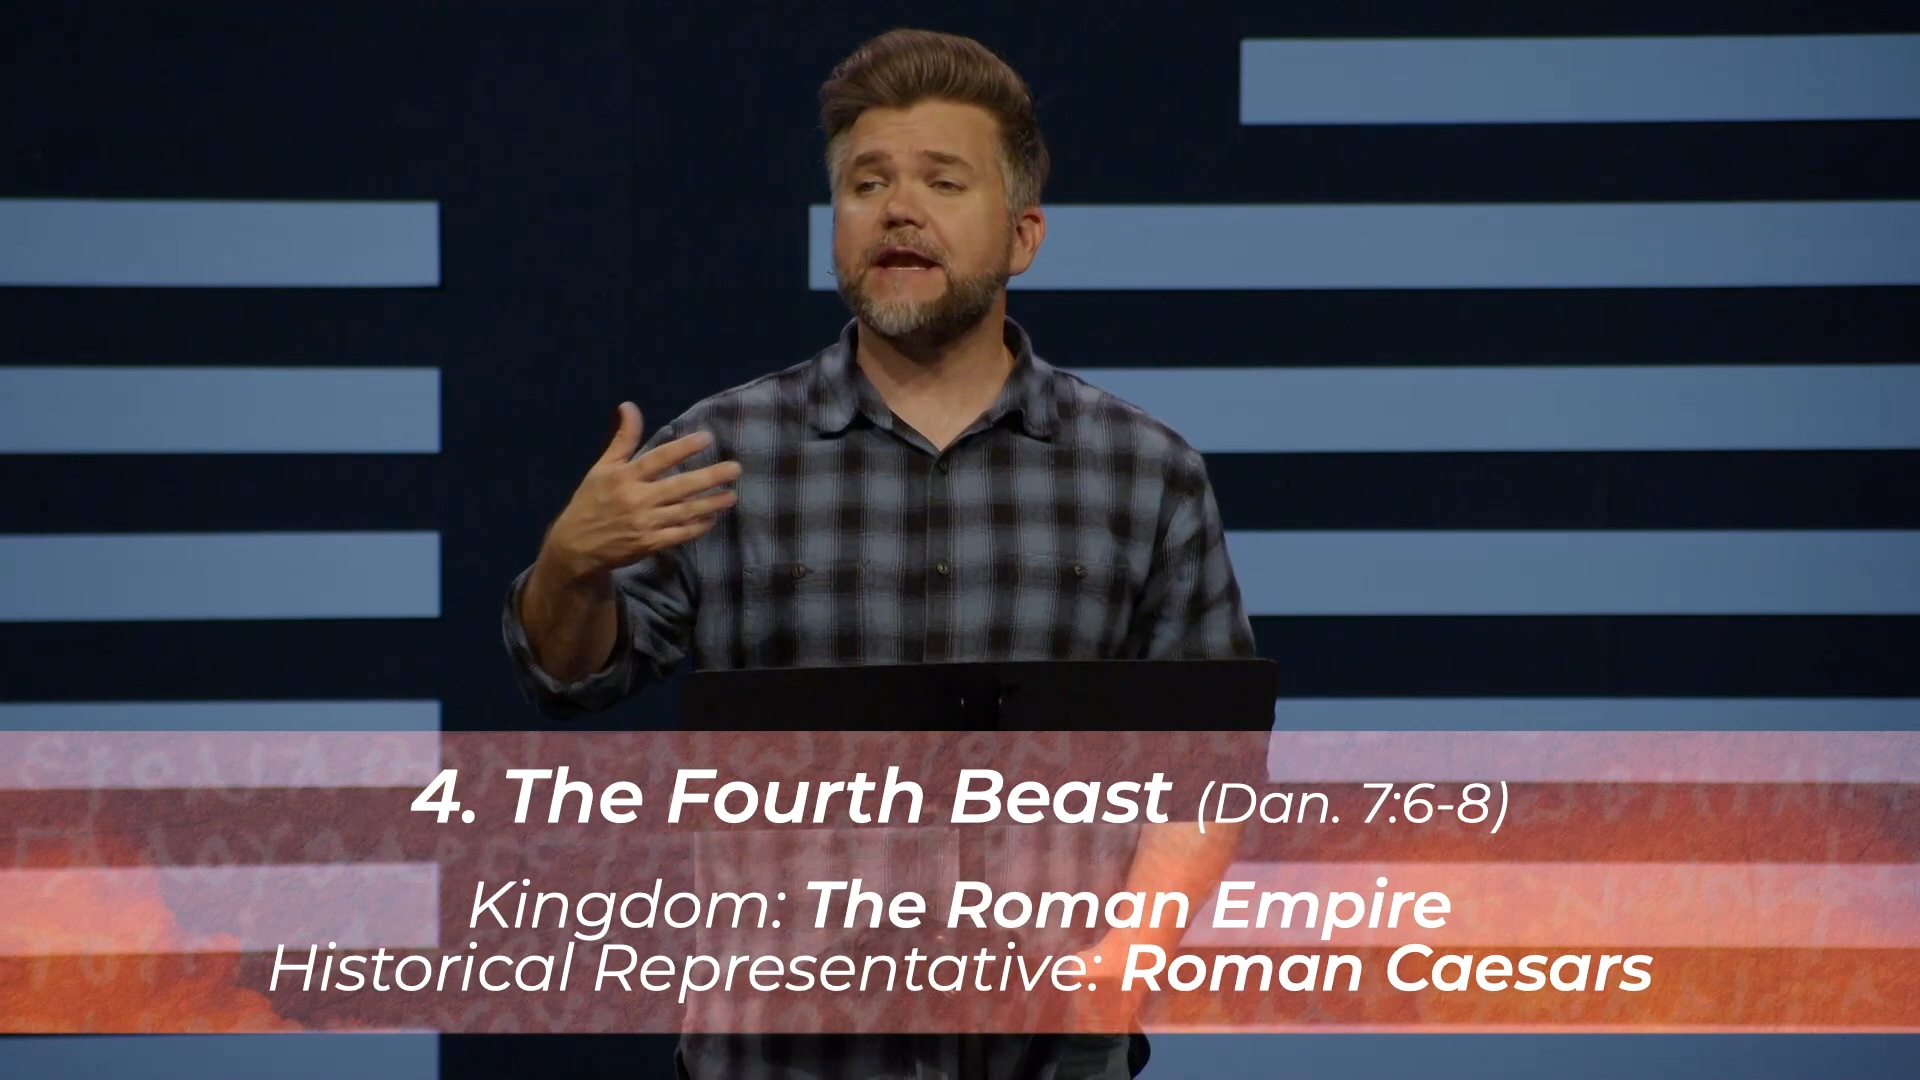 4. The Fourth Beast (Dan. 7:6-8)
Kingdom: The Roman Empire
Historical Representative: Roman Caesars